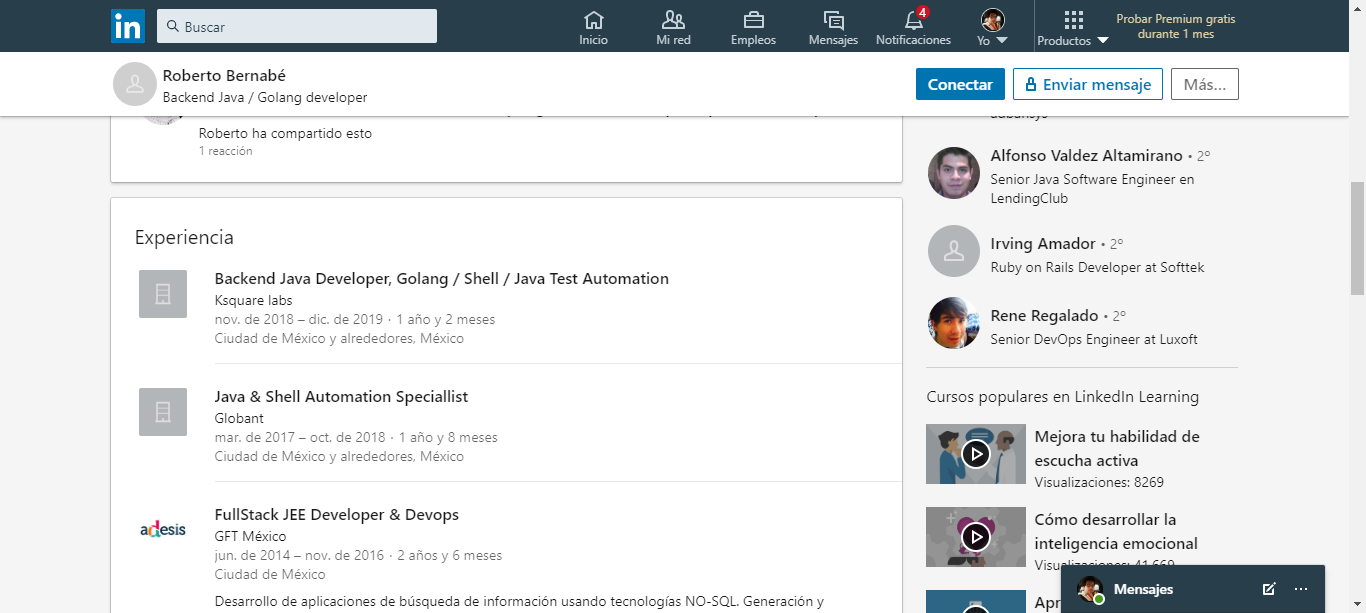 in
Buscar
Inicio
Mi red
Empleos
Mensajes
4
Notificaciones
Yo
Productos
Probar Premium gratis
durante 1 mes
Roberto Bernabé
Backend Java / Golang developer
Conectar
Enviar mensaje
Más...
Roberto ha compartido esto
1 reacción
Experiencia
Backend Java Developer, Golang / Shell / Java Test Automation
Ksquare labs
nov. de 2018 – dic. de 2019 · 1 año y 2 meses
Ciudad de México y alrededores, México
Java & Shell Automation Speciallist
Globant
mar. de 2017 – oct. de 2018 · 1 año y 8 meses
Ciudad de México y alrededores, México
adesis
FullStack JEE Developer & Devops
GFT México
jun. de 2014 – nov. de 2016 · 2 años y 6 meses
Ciudad de México
Desarrollo de aplicaciones de búsqueda de información usando tecnologías NO-SQL. Generación y
Alfonso Valdez Altamirano • 2º
Senior Java Software Engineer en
LendingClub
Irving Amador • 2º
Ruby on Rails Developer at Softtek
Rene Regalado • 2º
Senior DevOps Engineer at Luxoft
Cursos populares en LinkedIn Learning
Mejora tu habilidad de
escucha activa
Visualizaciones: 8269
Cómo desarrollar la
inteligencia emocional
Visualizaciones: 41 669
Mensajes